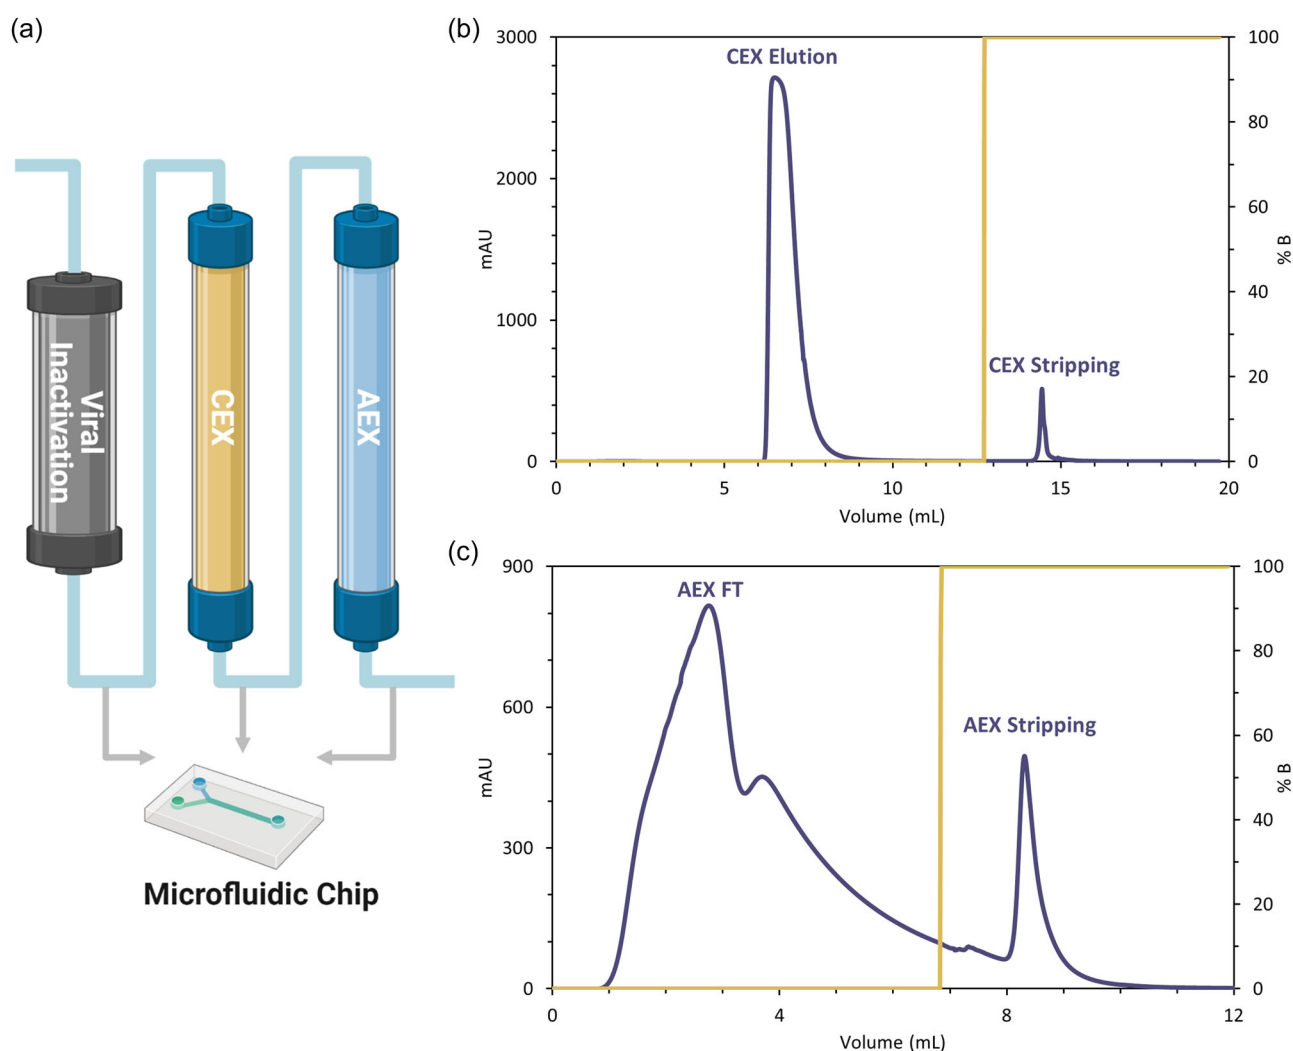 (a)
Viral
Inactivation
CEX
AEX
Microfluidic Chip
(b)
3000
2000
1000
0
mAU
CEX Elution
CEX Stripping
100
80
60
40
20
0
% B
0
5
10
15
20
Volume (mL)
(c)
900
600
300
0
mAU
AEX FT
AEX Stripping
100
80
60
40
20
0
% B
0
4
8
12
Volume (mL)